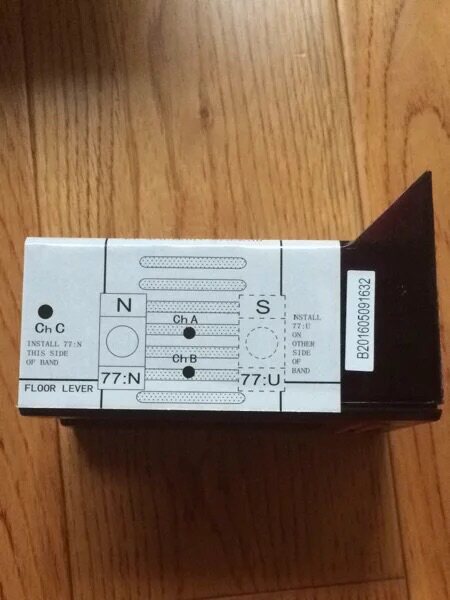 N
S
Ch A
Ch B
Ch C
INSTALL 77:N
THIS SIDE
OF BAND
INSTALL
77:U
ON
OTHER
SIDE OF
BAND
77:N
77:U
FLOOR LEVER
B201605091632